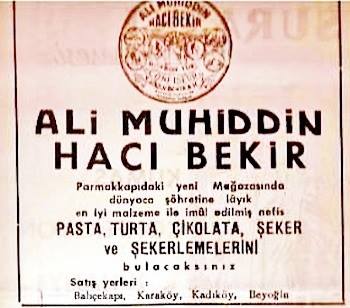 ALİ MUHİDDİN
HACI BEKİR
ALİ MUHİDDİN
HACI BEKİR
Parmakkapıdaki yeni Mağazasında
dünyaca şöhretine lâyık
en iyi malzeme ile imâl edilmiş nefis
PASTA, TURTA, ÇİKOLATA, ŞEKER
ve ŞEKERLEMELERİNİ
bulacaksınız
Satış yerleri :
Bahçekapı, Karaköy, Kadıköy, Beyoğlu